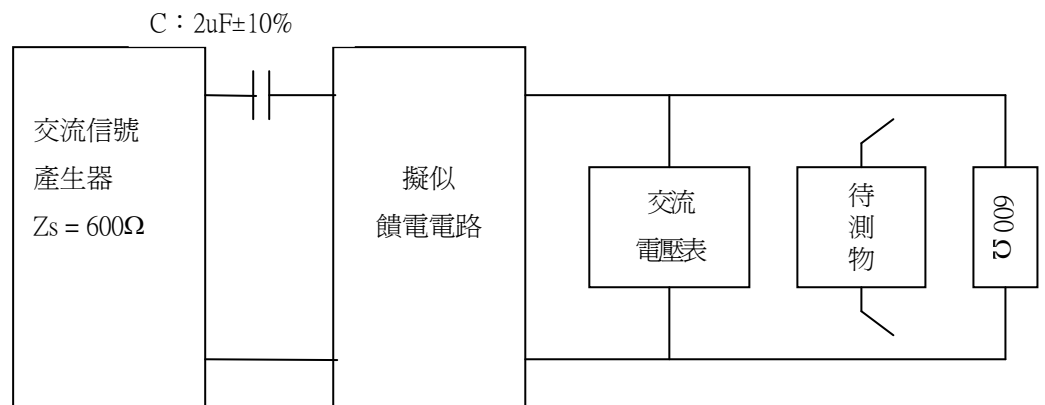 C：2uF±10%
交流信號
產生器
Zs = 600Ω
擬似
饋電電路
交流
電壓表
待
測
物
600Ω